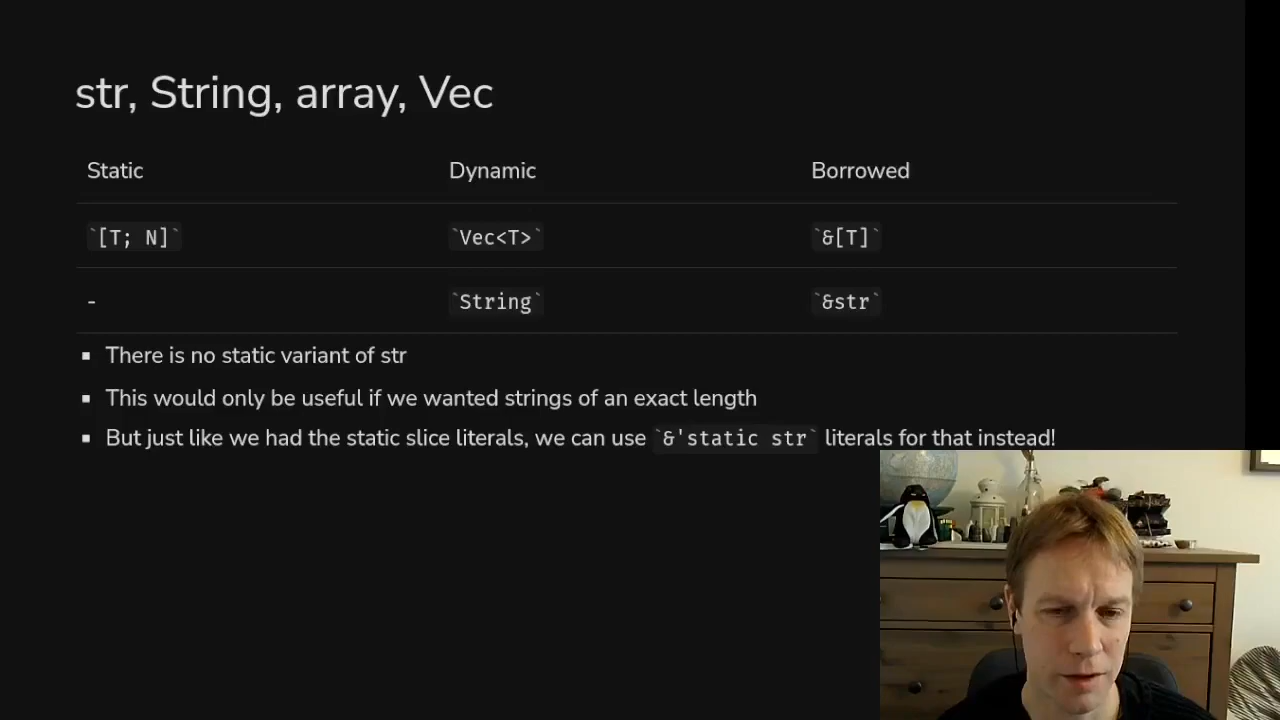 str, String, array, Vec
Static Dynamic Borrowed
`[T; N]` `Vec<T>` `&[T]`
- `String` `&str`
▪ There is no static variant of str
▪ This would only be useful if we wanted strings of an exact length
▪ But just like we had the static slice literals, we can use `&'static str` literals for that instead!